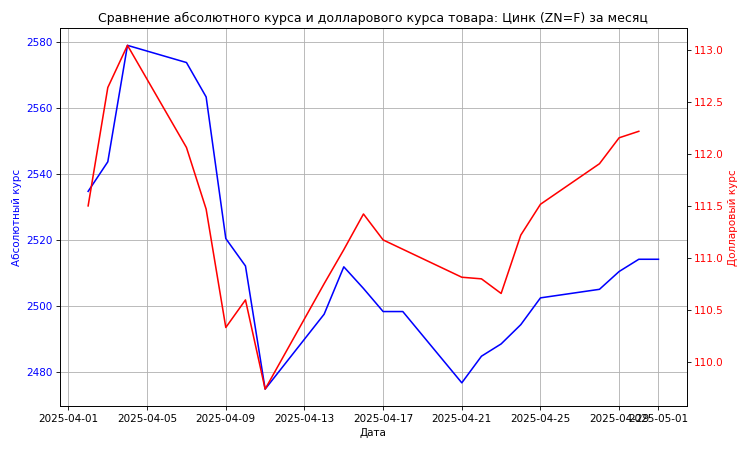 Сравнение абсолютного курса и долларового курса товара: Цинк (ZN=F) за месяц
2580
2560
2540
2520
2500
2480
Абсолютный курс
113.0
112.5
112.0
111.5
111.0
110.5
110.0
Долларовый курс
2025-04-01 2025-04-05 2025-04-09 2025-04-13 2025-04-17 2025-04-21 2025-04-25 2025-04-29 2025-05-01
Дата